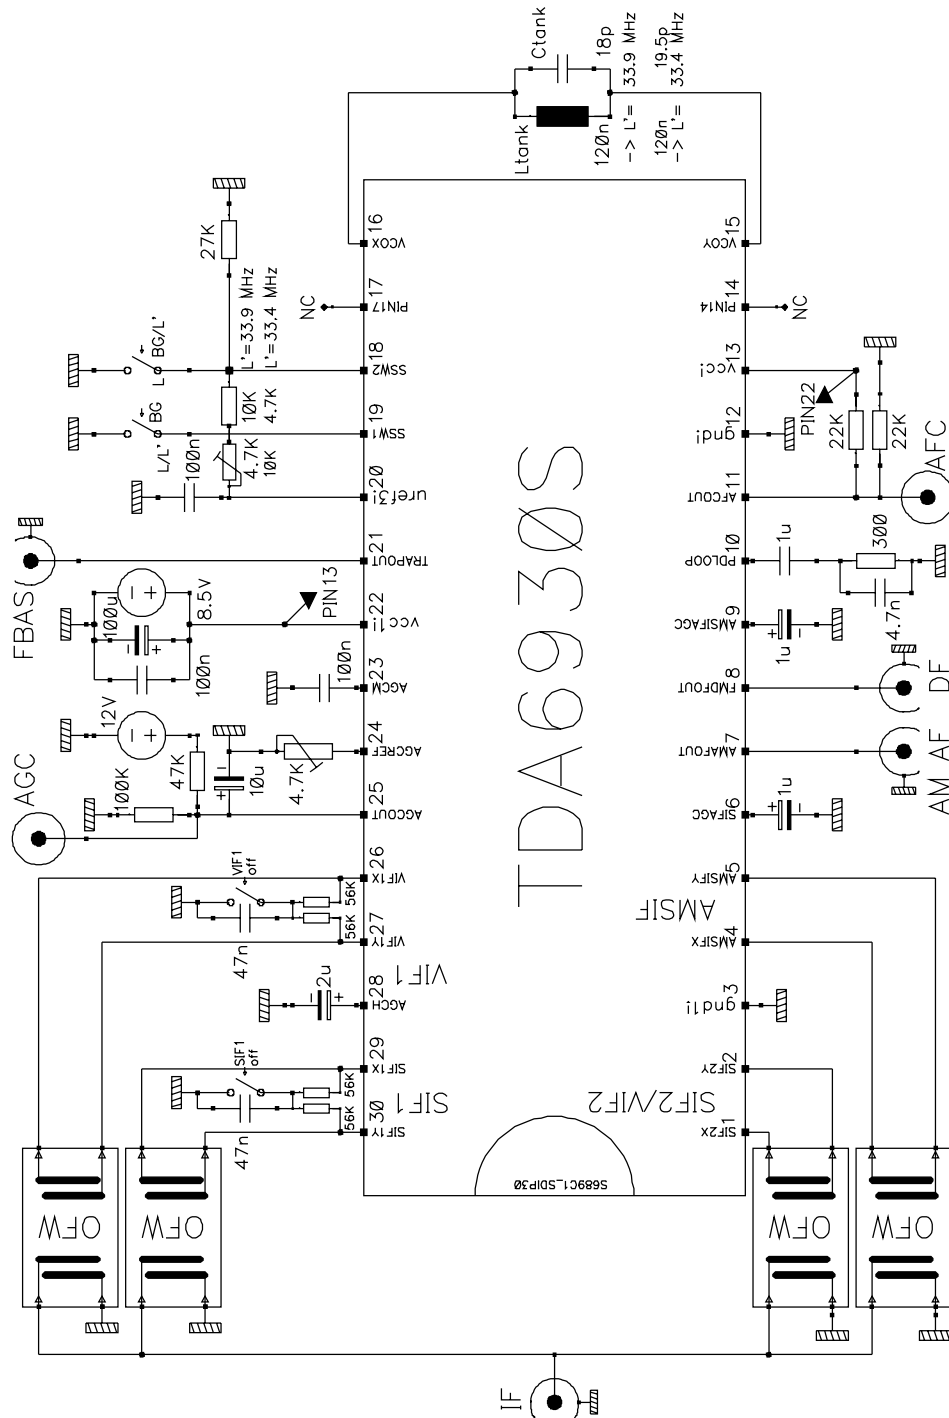 Ctank
18p
33.9 MHz
19.5p
33.4 MHz
Ltank
120n
-> L'=
120n
-> L'=
27K
L'=33.9 MHz
L'=33.4 MHz
NC
16
VCOX
17
PIN17
18
SSW2
19
SSW1
20
uref3!
21
TRAPOUT
22
vcc1!
23
AGCM
24
AGCREF
25
AGCOUT
26
VIF1X
27
VIF1Y
28
AGCH
29
SIF1X
30
SIF1Y
15
VCOY
14
PIN14
NC
13
vcc!
12
gnd!
11
AFCOUT
10
PDLOOP
9
AMSIFAGC
8
FMDFOUT
7
AMAFOUT
6
SIFAGC
5
AMSIFY
4
AMSIFX
3
gnd1!
2
SIF2Y
1
SIF2X
L
BG/L'
L/L'
BG
10K
4.7K
4.7K
10K
100n
FBAS
100u
- +
8.5V
- +
100n
PIN13
100n
12V
- +
AGC
100K
47K
10u
-
4.7K
VIF1
off
56K
56K
47n
VIF1
2u
- +
SIF1
off
56K
56K
47n
SIF1
TDA6930S
AMSIF
SIF2/VIF2
S689C1_SDIP30
PIN22
22K
22K
AFC
1u
300
4.7n
1u
+ -
DF
AM AF
1u
+ -
OFW
OFW
OFW
OFW
IF